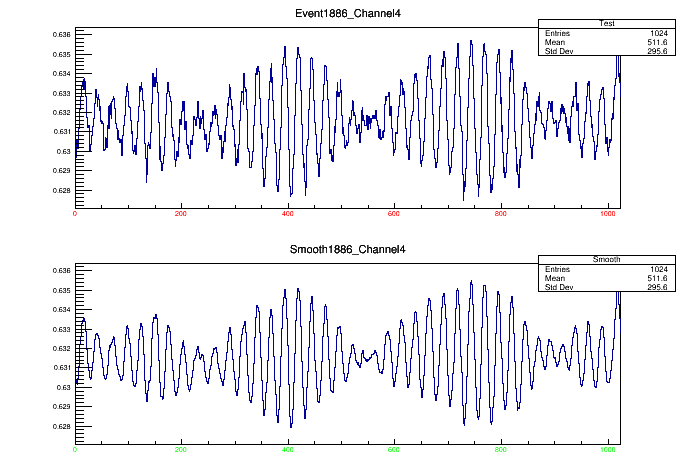 Event1886_Channel4
Test
Entries 1024
Mean 511.6
Std Dev 295.6
0.636
0.635
0.634
0.633
0.632
0.631
0.63
0.629
0.628
0 200 400 600 800 1000
Smooth1886_Channel4
Smooth
Entries 1024
Mean 511.6
Std Dev 295.6
0.636
0.635
0.634
0.633
0.632
0.631
0.63
0.629
0.628
0 200 400 600 800 1000